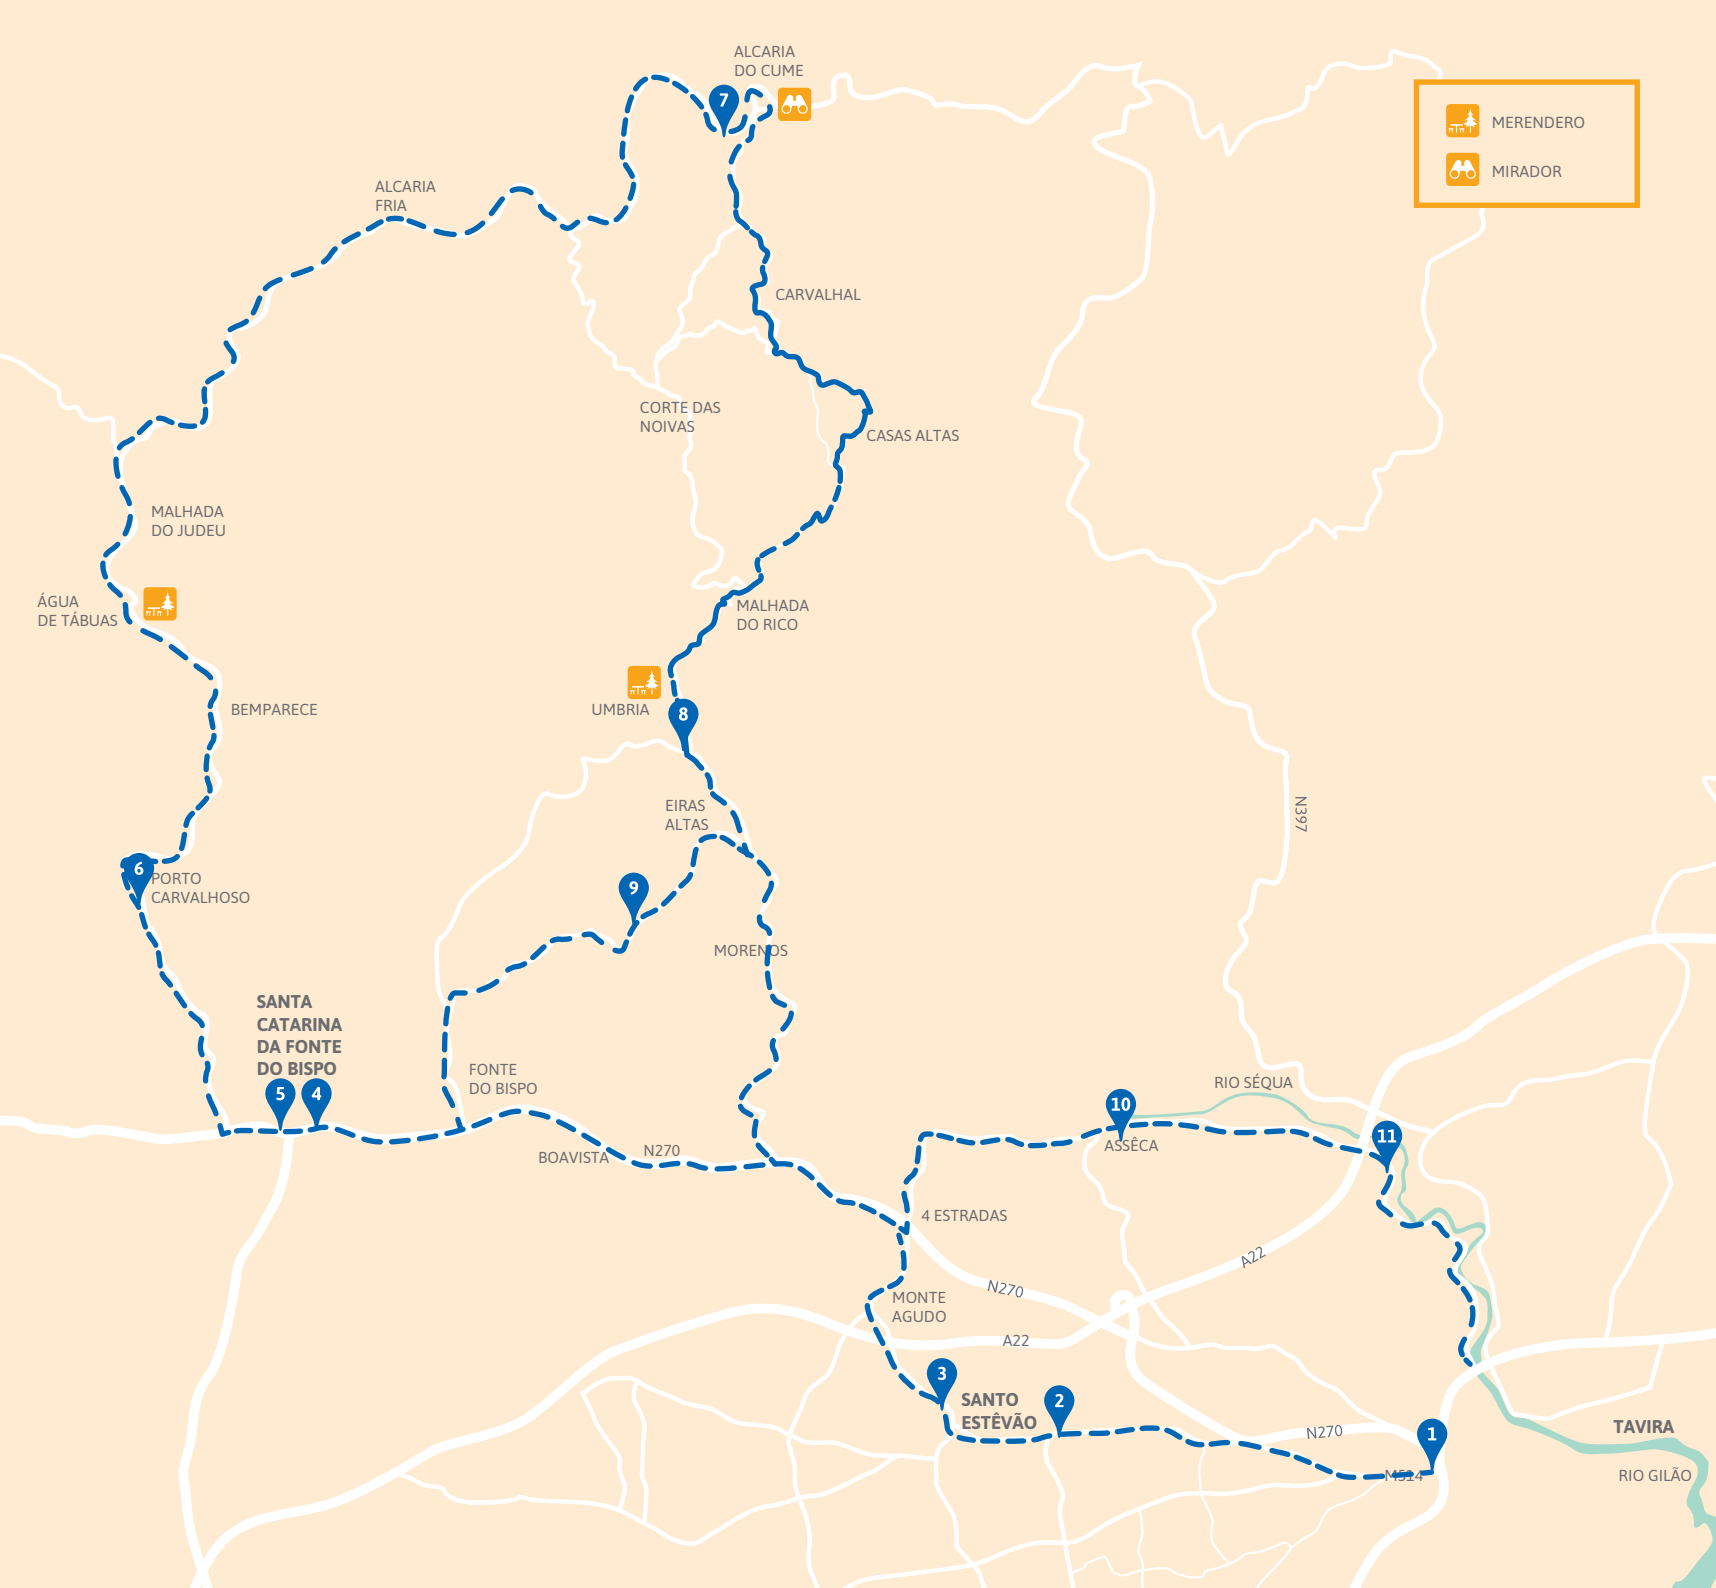 ALCARIA
DO CUME
7
MERENDERO
MIRADOR
ALCARIA
FRIA
CARVALHAL
CORTE DAS
NOIVAS
CASAS ALTAS
MALHADA
DO JUDEU
ÁGUA
DE TÁBUAS
MALHADA
DO RICO
BEMPARECE
UMBRIA
8
N397
EIRAS
ALTAS
6
PORTO
CARVALHOSO
9
MORENOS
SANTA
CATARINA
DA FONTE
DO BISPO
5
4
FONTE
DO BISPO
RIO SÉQUA
10
ASSÊCA
11
BOAVISTA
N270
4 ESTRADAS
A22
N270
MONTE
AGUDO
A22
3
SANTO
ESTÊVÃO
2
N270
1
TAVIRA
M514
RIO GILÃO